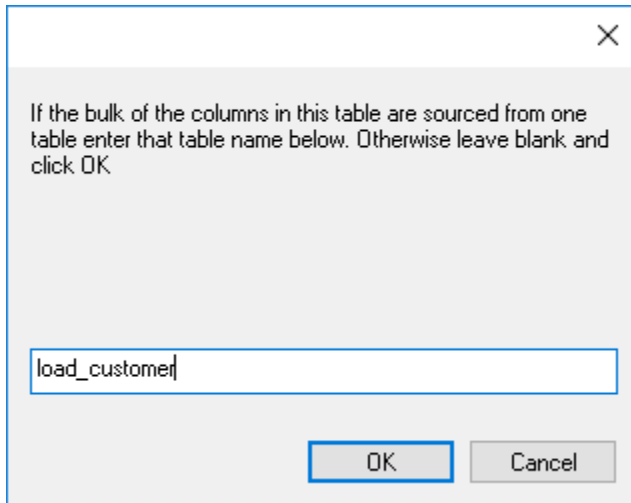 If the bulk of the columns in this table are sourced from one
table enter that table name below. Otherwise leave blank and
click OK
load_customer
OK
Cancel